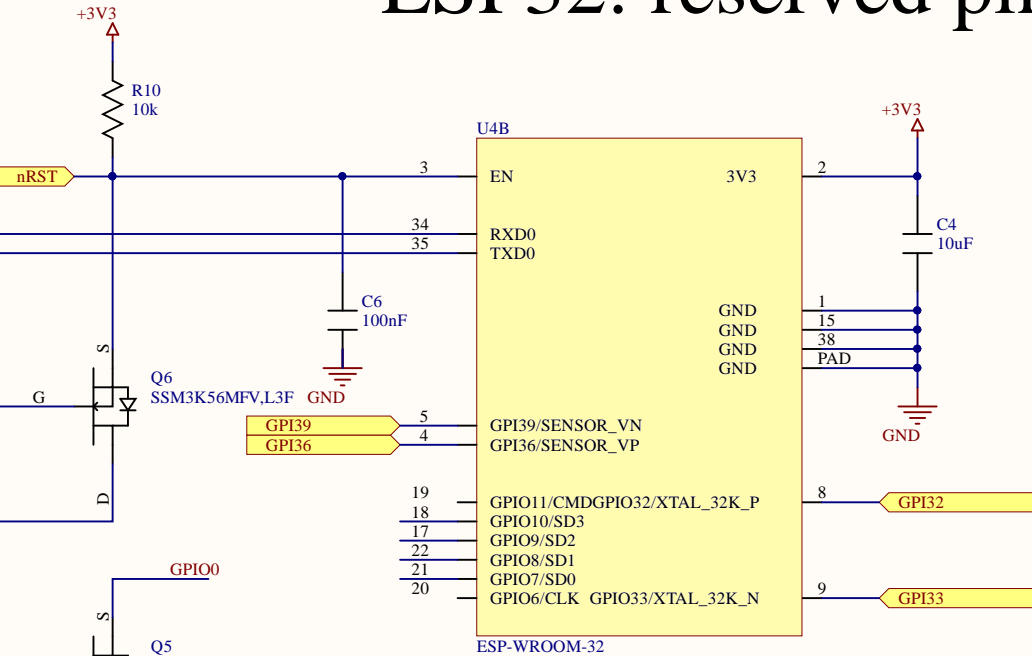 ESP32: reserved pin
+3V3
R10
10k
nRST
U4B
+3V3
3
EN
3V3
2
34
RXD0
35
TXD0
C4
10uF
C6
100nF
GND
GND
1
GND
15
GND
38
GND
PAD
GND
S
Q6
SSM3K56MFV,L3F
G
D
GPI39
5
GPI39/SENSOR_VN
GPI36
4
GPI36/SENSOR_VP
19
GPIO11/CMD
GPIO32/XTAL_32K_P
8
GPI32
18
GPIO10/SD3
17
GPIO9/SD2
22
GPIO8/SD1
21
GPIO7/SD0
20
GPIO6/CLK
GPIO33/XTAL_32K_N
9
GPI33
GPIO0
S
Q5
ESP-WROOM-32